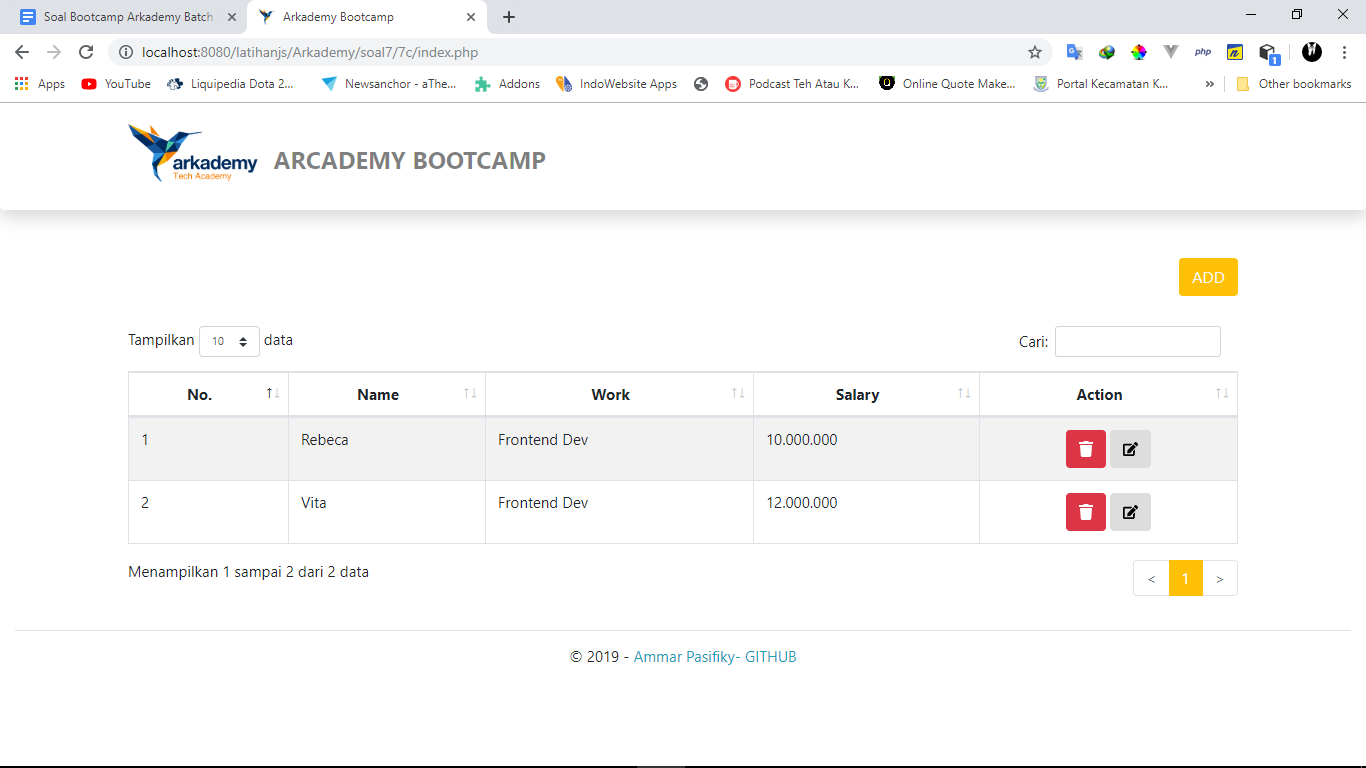 Soal Bootcamp Arkademy Batch
Arkademy Bootcamp
localhost:8080/latihanjs/Arkademy/soal7/7c/index.php
php
1
Apps
YouTube
Liquipedia Dota 2...
Newsanchor - aThe...
Addons
IndoWebsite Apps
Podcast Teh Atau K...
Online Quote Make...
Portal Kecamatan K...
»
Other bookmarks
arkademy
Tech Academy
ARCADEMY BOOTCAMP
ADD
Tampilkan 10 data
Cari:
No. Name Work Salary Action
1 Rebeca Frontend Dev 10.000.000
2 Vita Frontend Dev 12.000.000
Menampilkan 1 sampai 2 dari 2 data
< 1 >
© 2019 - Ammar Pasifiky- GITHUB